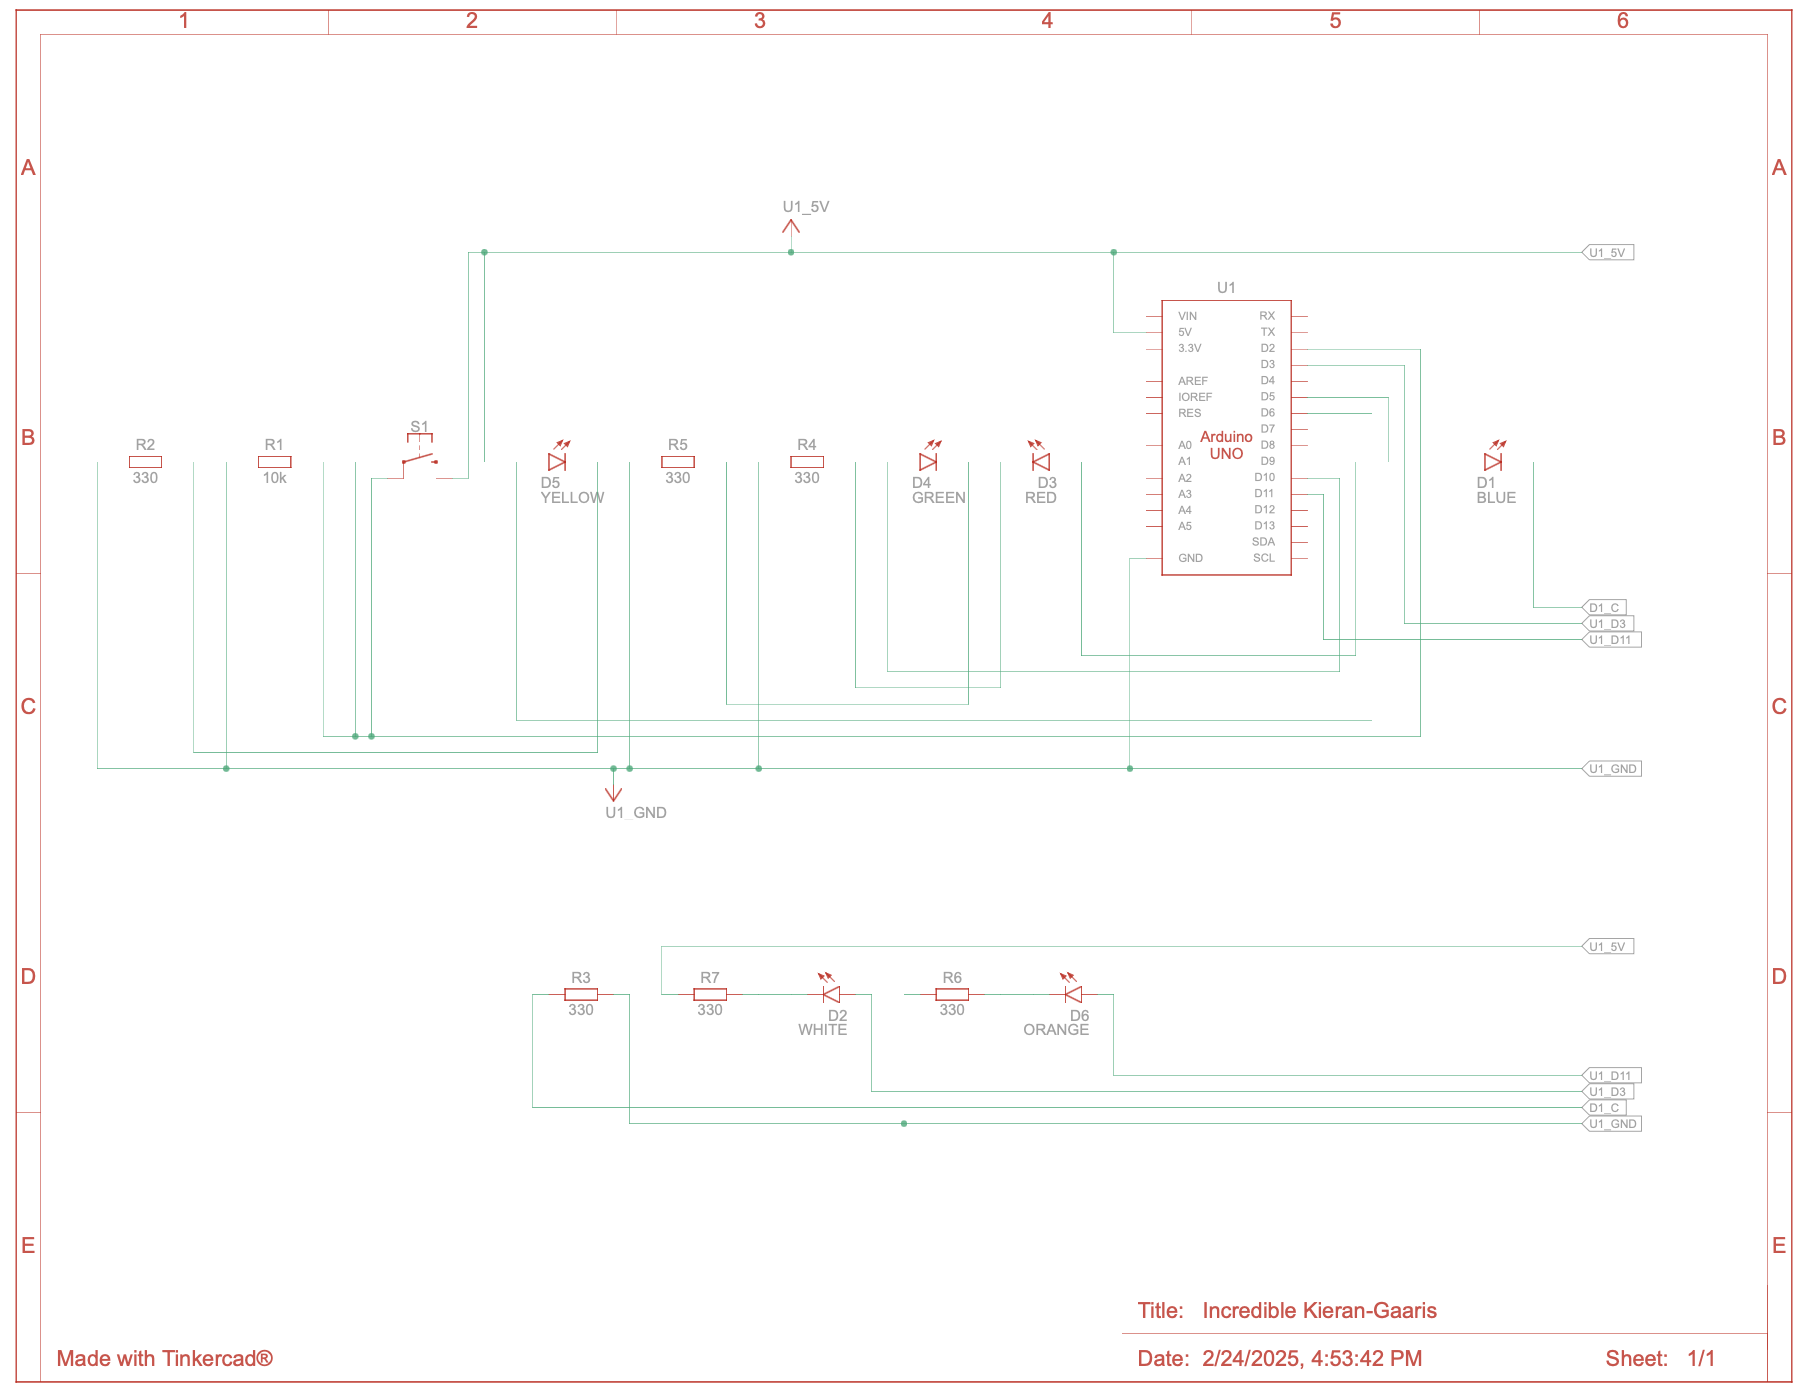 1 2 3 4 5 6
A A
U1_5V
U1_5V
U1
VIN RX
5V TX
3.3V D2
D3
AREF D4
IOREF D5
RES D6
D7
A0 D8
Arduino
UNO
A1 D9
A2 D10
A3 D11
A4 D12
A5 D13
SDA
GND SCL
B B
R2 R1 S1 R5 R4
330 10k 330 330
D5 D4 D3 D1
YELLOW GREEN RED BLUE
D1_C
U1_D3
U1_D11
C C
U1_GND
U1_GND
U1_5V
D D
R3 R7 R6
330 330 330
D2 D6
WHITE ORANGE
U1_D11
U1_D3
D1_C
U1_GND
E E
Title: Incredible Kieran-Gaaris
Made with Tinkercad®
Date: 2/24/2025, 4:53:42 PM Sheet: 1/1